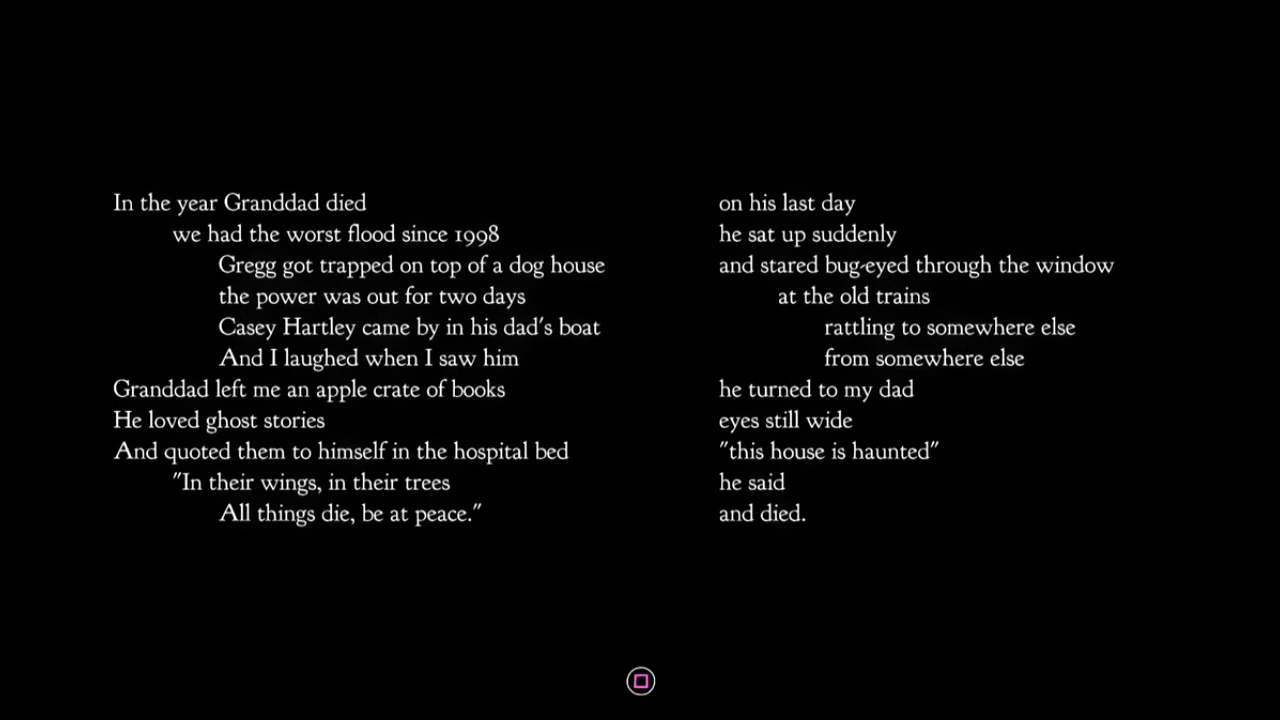 In the year Granddad died
we had the worst flood since 1998
Gregg got trapped on top of a dog house
the power was out for two days
Casey Hartley came by in his dad's boat
And I laughed when I saw him
Granddad left me an apple crate of books
He loved ghost stories
And quoted them to himself in the hospital bed
"In their wings, in their trees
All things die, be at peace."
on his last day
he sat up suddenly
and stared bug-eyed through the window
at the old trains
rattling to somewhere else
from somewhere else
he turned to my dad
eyes still wide
"this house is haunted"
he said
and died.